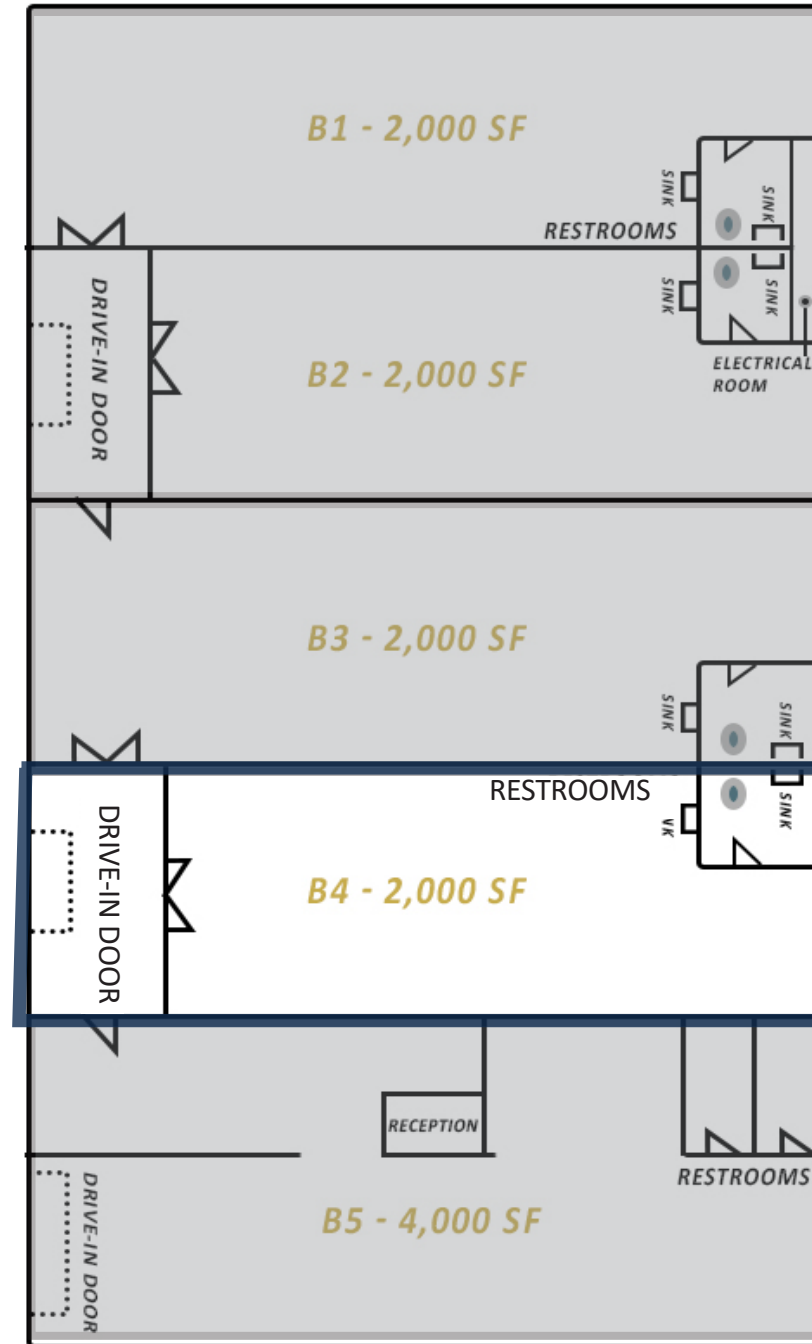 B1 - 2,000 SF
SINK
SINK
RESTROOMS
SINK
SINK
DRIVE-IN DOOR
B2 - 2,000 SF
ELECTRICAL
ROOM
B3 - 2,000 SF
SINK
SINK
RESTROOMS
SINK
VK
DRIVE-IN DOOR
B4 - 2,000 SF
RECEPTION
RESTROOMS
DRIVE-IN DOOR
B5 - 4,000 SF